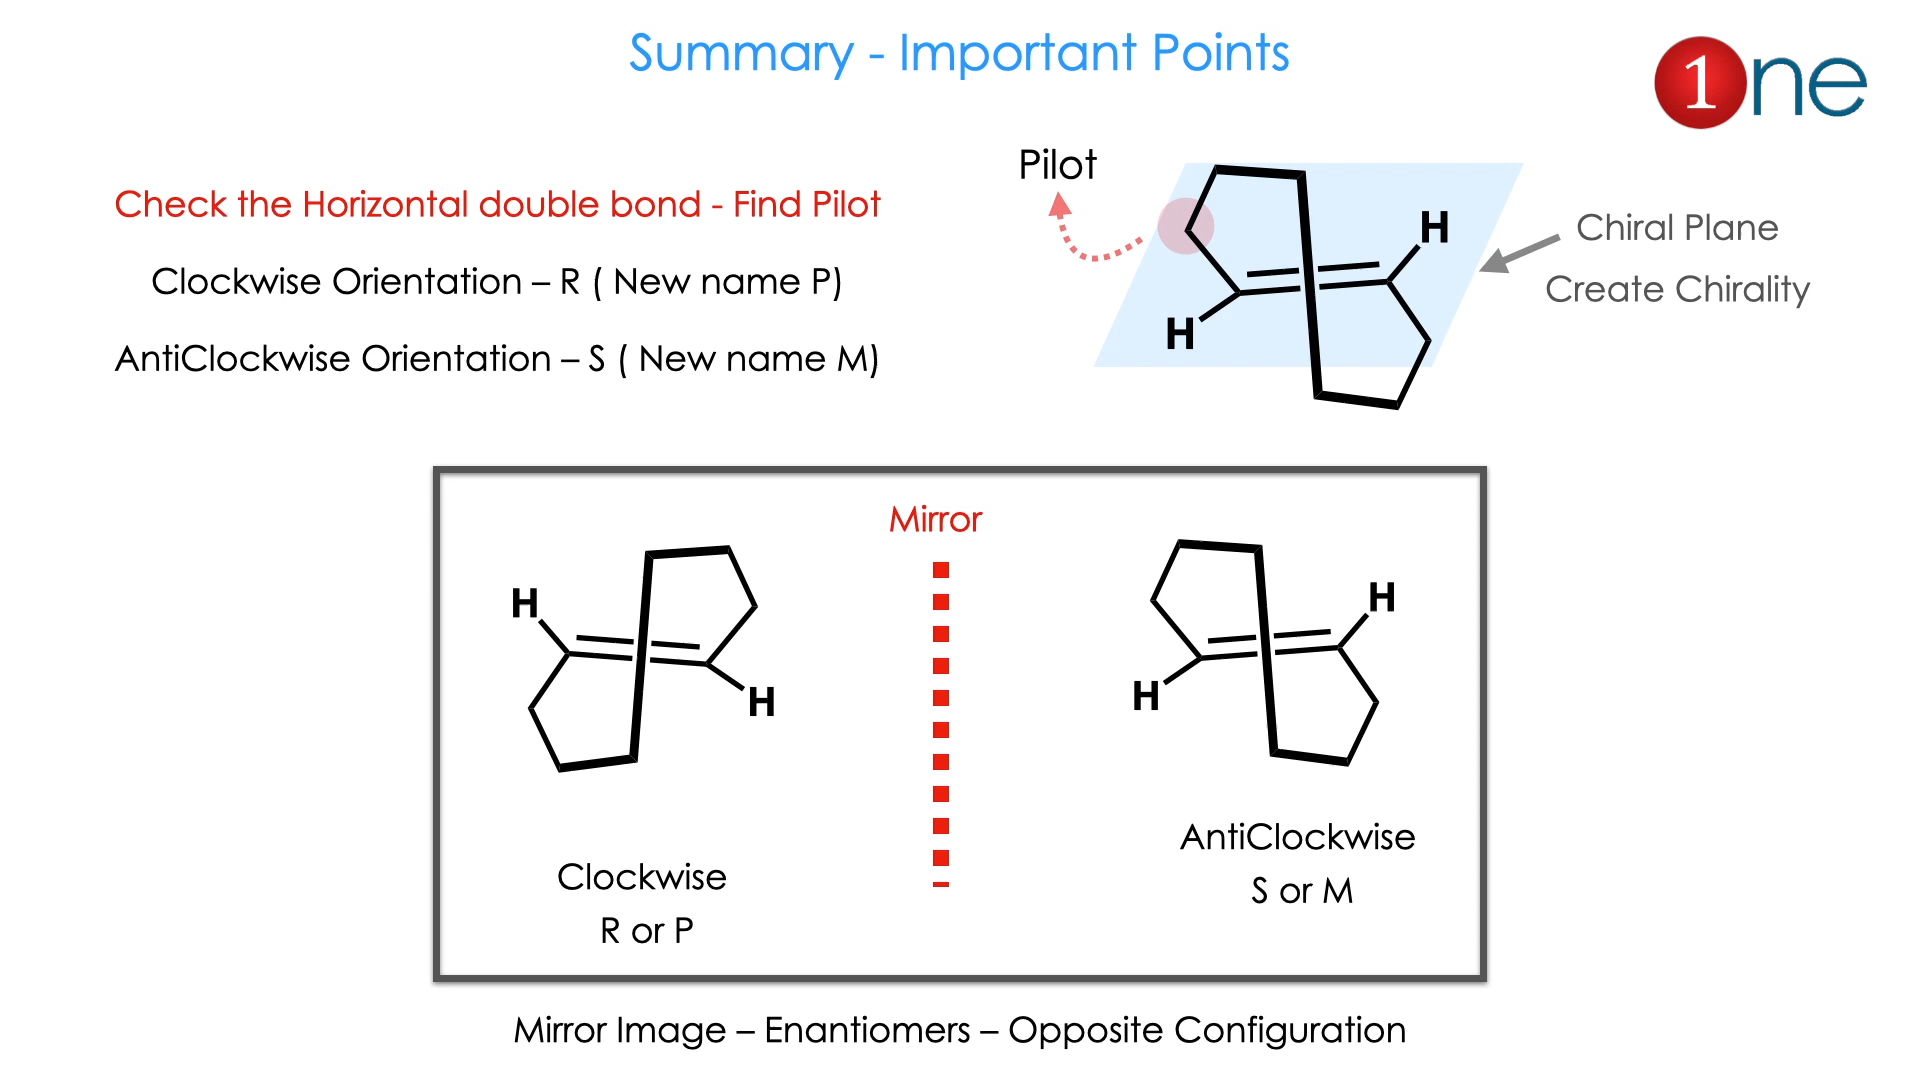 Summary - Important Points
1ne
Pilot
Check the Horizontal double bond - Find Pilot
Clockwise Orientation – R ( New name P)
AntiClockwise Orientation – S ( New name M)
H
H
Chiral Plane
Create Chirality
Mirror
H
H
H
H
Clockwise
R or P
AntiClockwise
S or M
Mirror Image – Enantiomers – Opposite Configuration